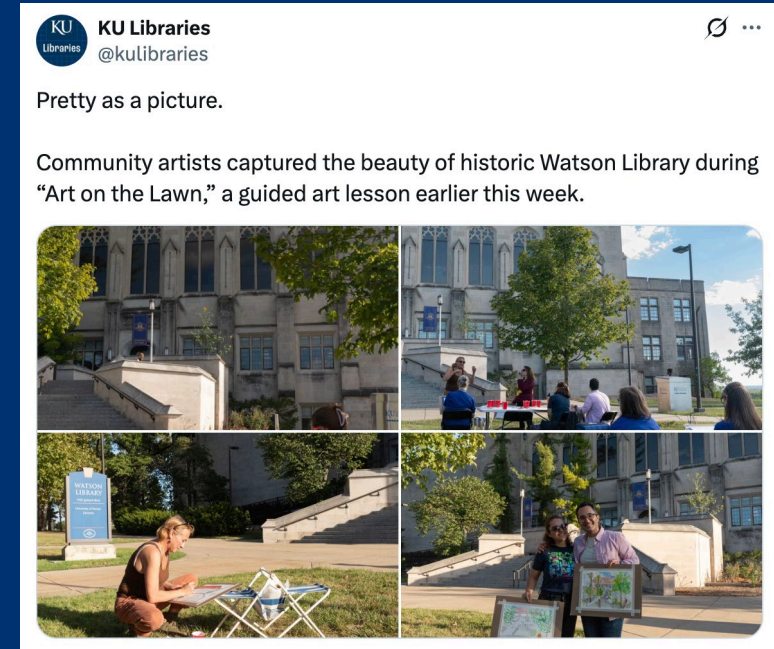 KU
Libraries
KU Libraries
@kulibraries
Pretty as a picture.
Community artists captured the beauty of historic Watson Library during
“Art on the Lawn,” a guided art lesson earlier this week.
WATSON
LIBRARY